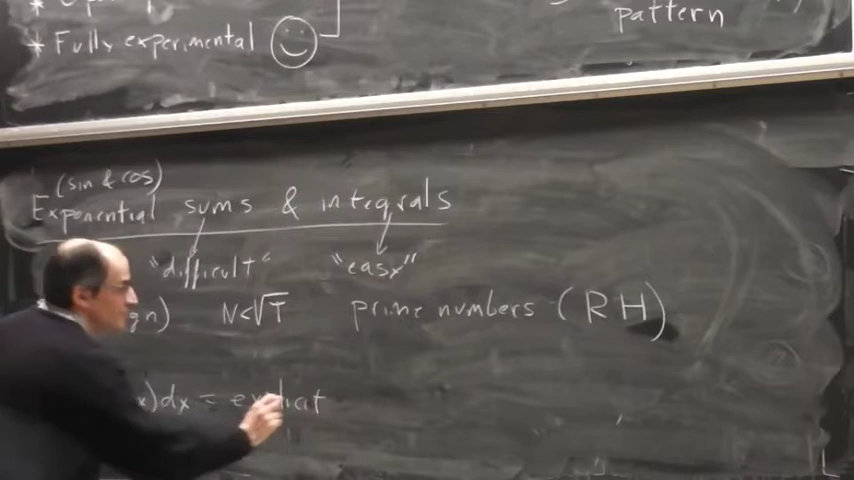 * Fully experimental
pattern
(sin & cos)
Exponential sums & integrals
"difficult" "easy"
gn) N<√T prime numbers (RH)
x)dx = explicit